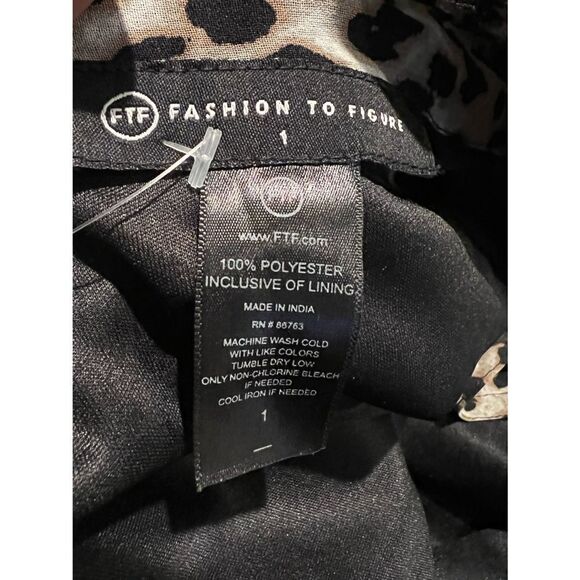 FTF FASHION TO FIGURE
1
FTF
www.FTF.com
100% POLYESTER
INCLUSIVE OF LINING
MADE IN INDIA
RN # 86763
MACHINE WASH COLD
WITH LIKE COLORS
TUMBLE DRY LOW
ONLY NON-CHLORINE BLEACH
IF NEEDED
COOL IRON IF NEEDED
1